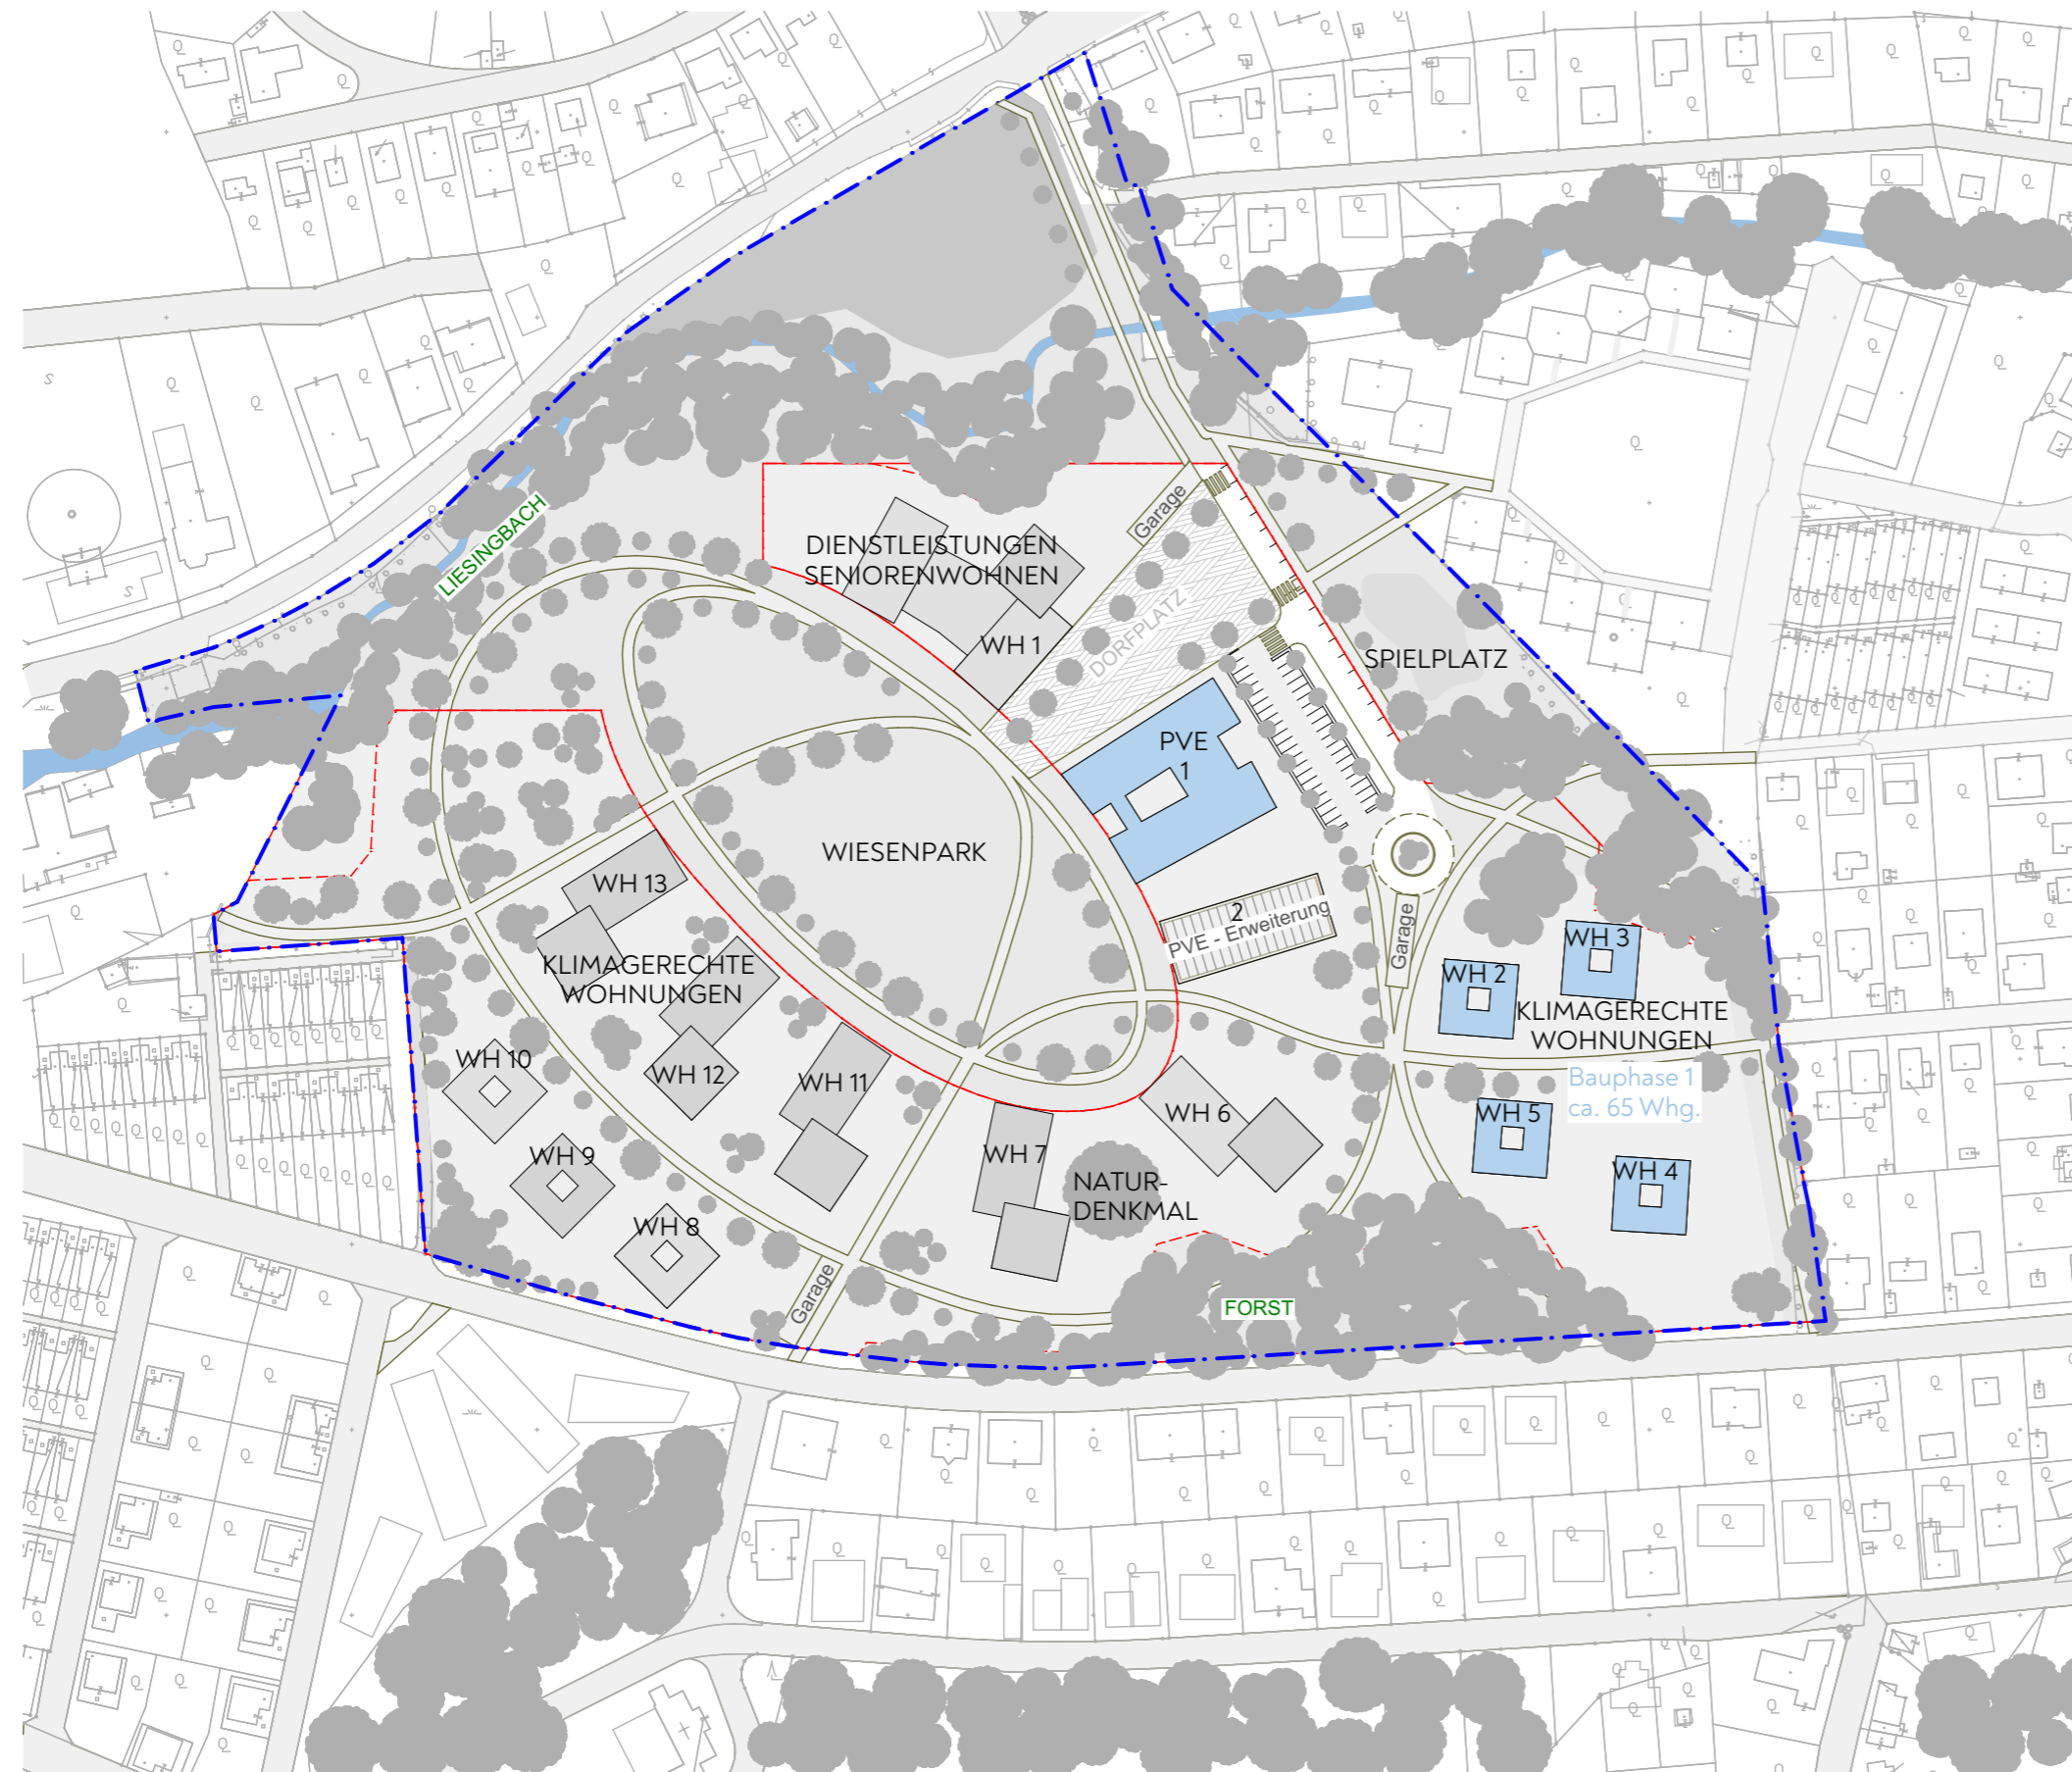 LIESINGBACH
DIENSTLEISTUNGEN
SENIORENWOHNEN
WH 1
Garage
DORFPLATZ
SPIELPLATZ
PVE
1
WIESENPARK
2
PVE - Erweiterung
Garage
WH 13
KLIMAGERECHTE
WOHNUNGEN
WH 3
WH 2
KLIMAGERECHTE
WOHNUNGEN
Bauphase 1
ca. 65 Whg.
WH 10
WH 12
WH 11
WH 6
WH 5
WH 7
WH 9
WH 4
NATUR-
DENKMAL
WH 8
Garage
FORST